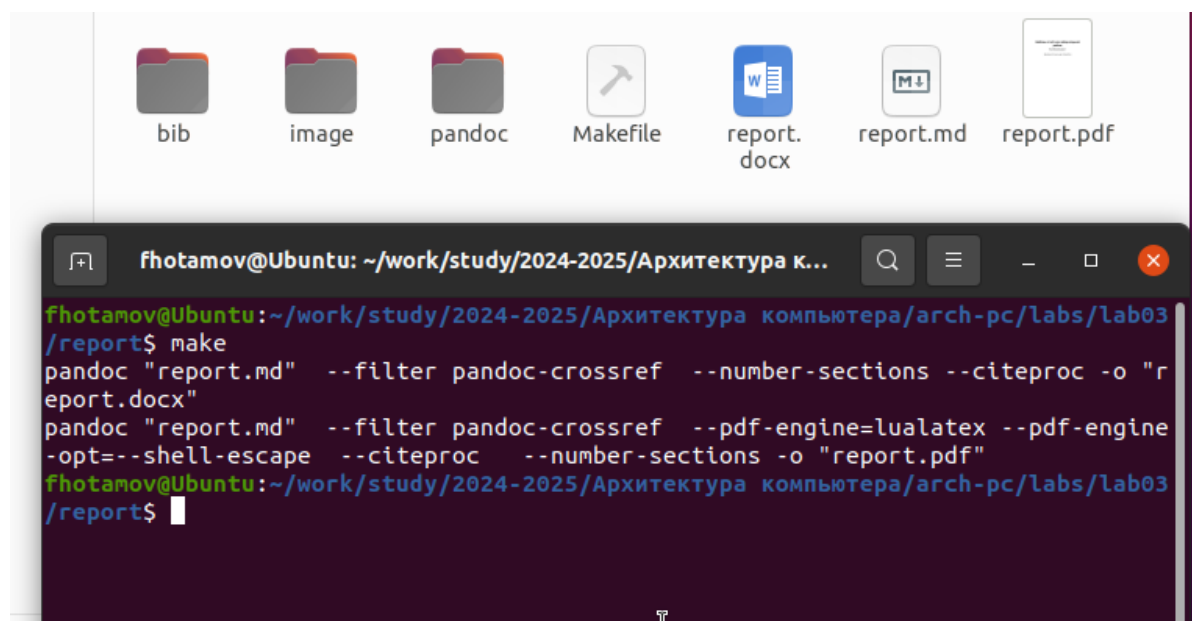 bib
image
pandoc
Makefile
report.
docx
report.md
report.pdf
W
M
fhotamov@Ubuntu: ~/work/study/2024-2025/Архитектура к...
fhotamov@Ubuntu:~/work/study/2024-2025/Архитектура компьютера/arch-pc/labs/lab03
/report$ make
pandoc "report.md"  --filter pandoc-crossref  --number-sections --citeproc -o "r
eport.docx"
pandoc "report.md"  --filter pandoc-crossref  --pdf-engine=lualatex --pdf-engine
-opt=--shell-escape  --citeproc   --number-sections -o "report.pdf"
fhotamov@Ubuntu:~/work/study/2024-2025/Архитектура компьютера/arch-pc/labs/lab03
/report$